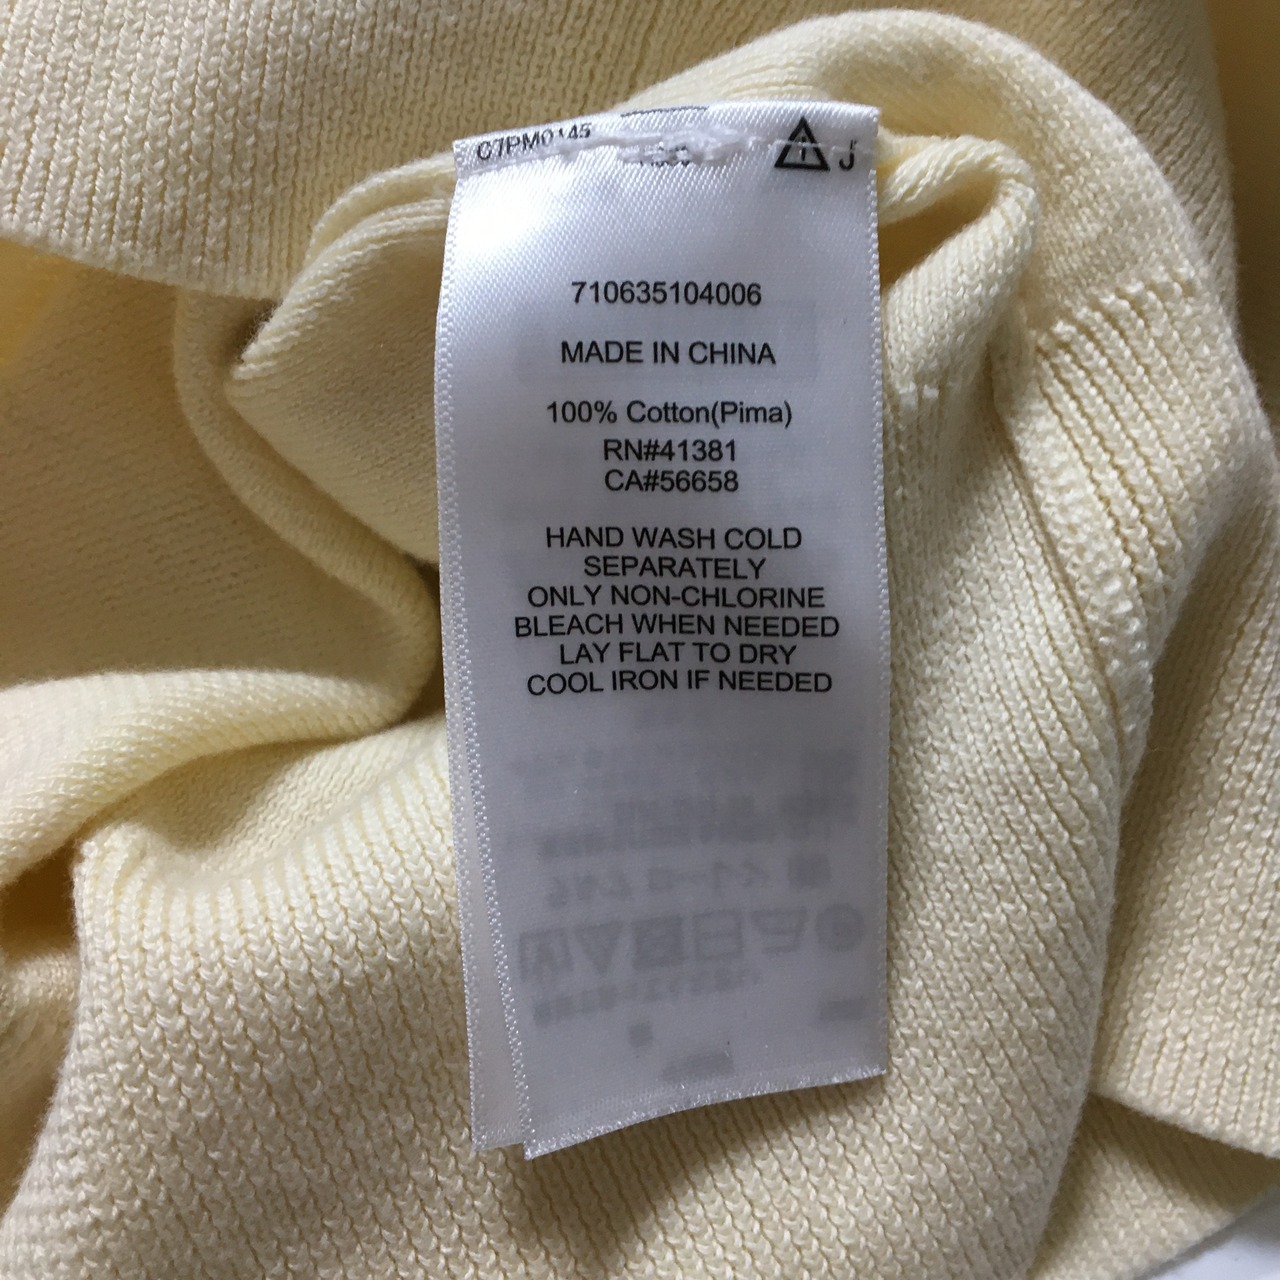 C7PM0145
J
710635104006
MADE IN CHINA
100% Cotton(Pima)
RN#41381
CA#56658
HAND WASH COLD
SEPARATELY
ONLY NON-CHLORINE
BLEACH WHEN NEEDED
LAY FLAT TO DRY
COOL IRON IF NEEDED